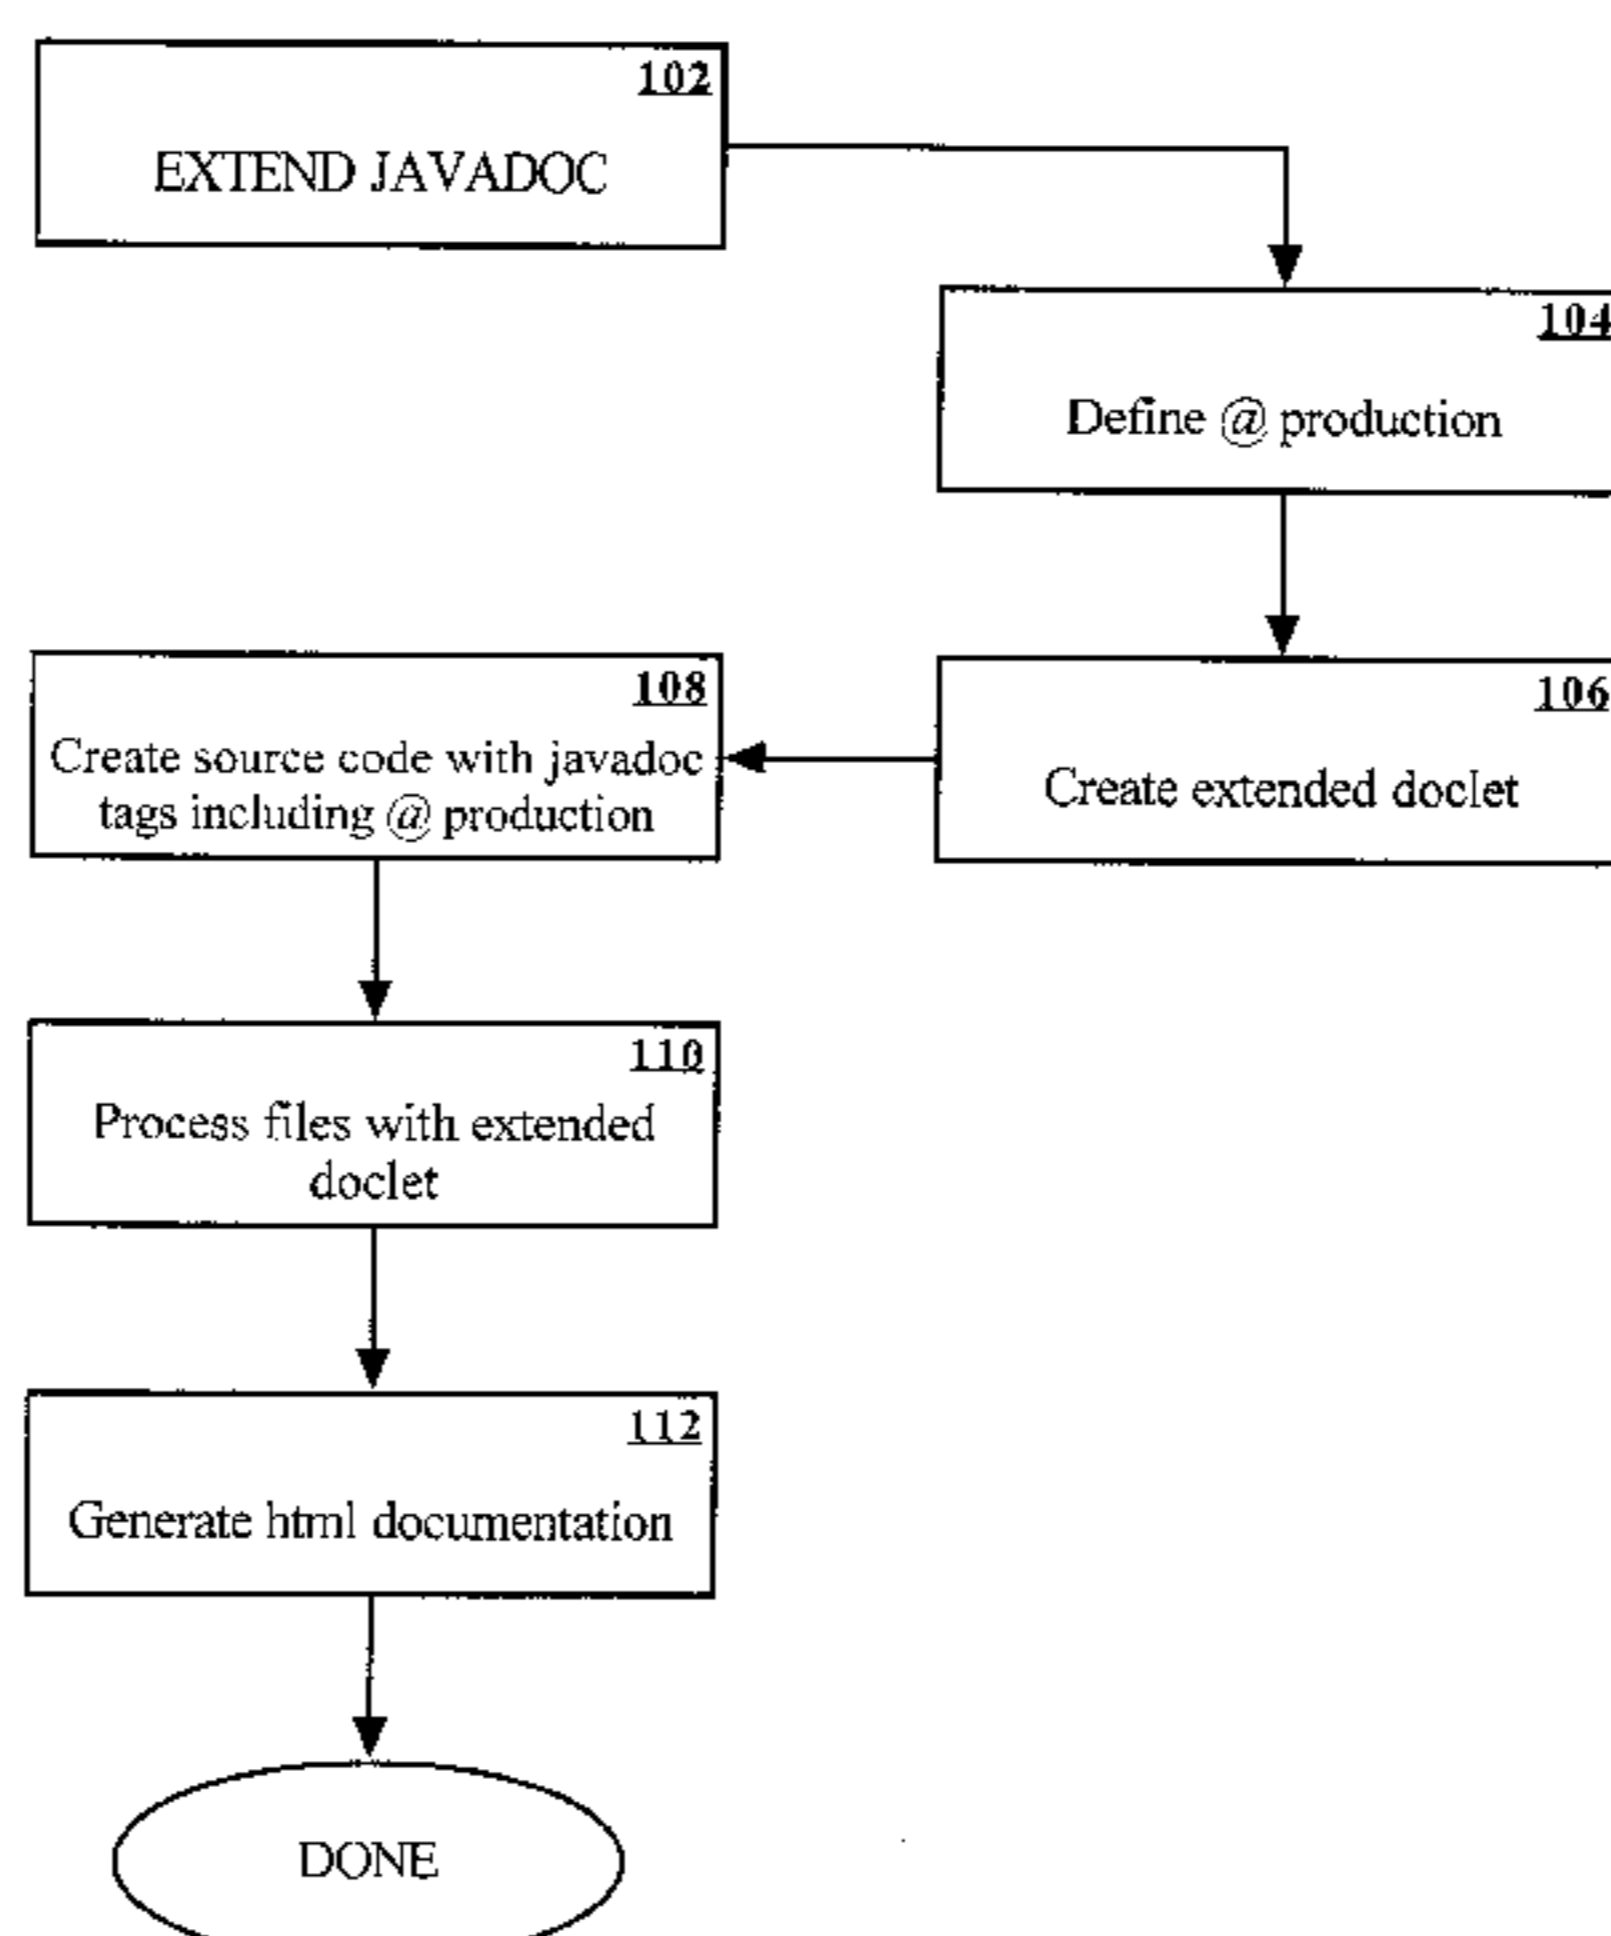 102
EXTEND JAVADOC
104
Define @ production
106
Create extended doclet
108
Create source code with javadoc
tags including @ production
110
Process files with extended
doclet
112
Generate html documentation
DONE